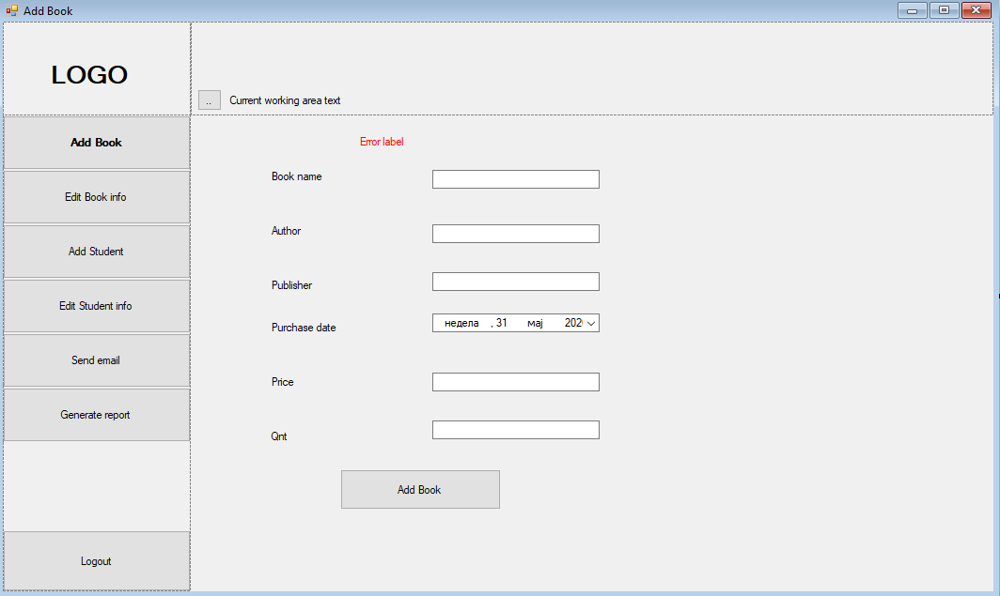 Add Book
LOGO
.. Current working area text
Add Book
Edit Book info
Add Student
Edit Student info
Send email
Generate report
Logout
Error label
Book name
Author
Publisher
Purchase date недела , 31 мај 202
Price
Qnt
Add Book